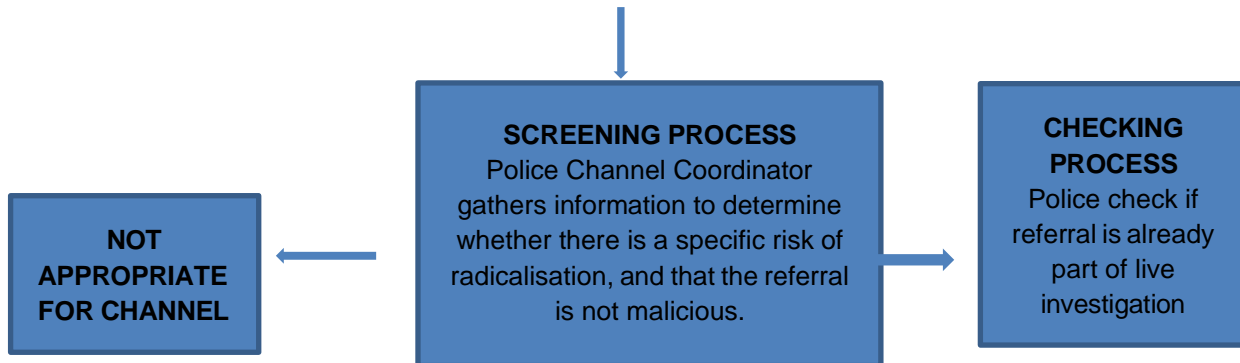 NOT
APPROPRIATE
FOR CHANNEL
SCREENING PROCESS
Police Channel Coordinator
gathers information to determine
whether there is a specific risk of
radicalisation, and that the referral
is not malicious.
CHECKING
PROCESS
Police check if
referral is already
part of live
investigation